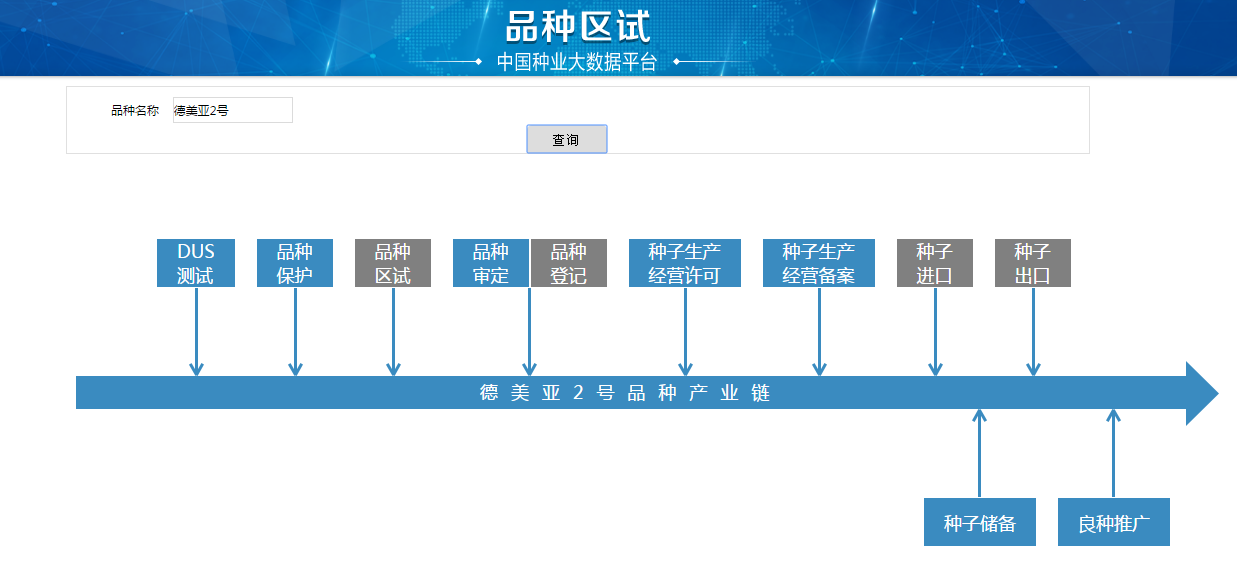 品种区试
中国种业大数据平台
品种名称 德美亚2号
查询
DUS
测试
品种
保护
品种
区试
品种
审定
品种
登记
种子生产
经营许可
种子生产
经营备案
种子
进口
种子
出口
德美亚2号品种产业链
种子储备
良种推广